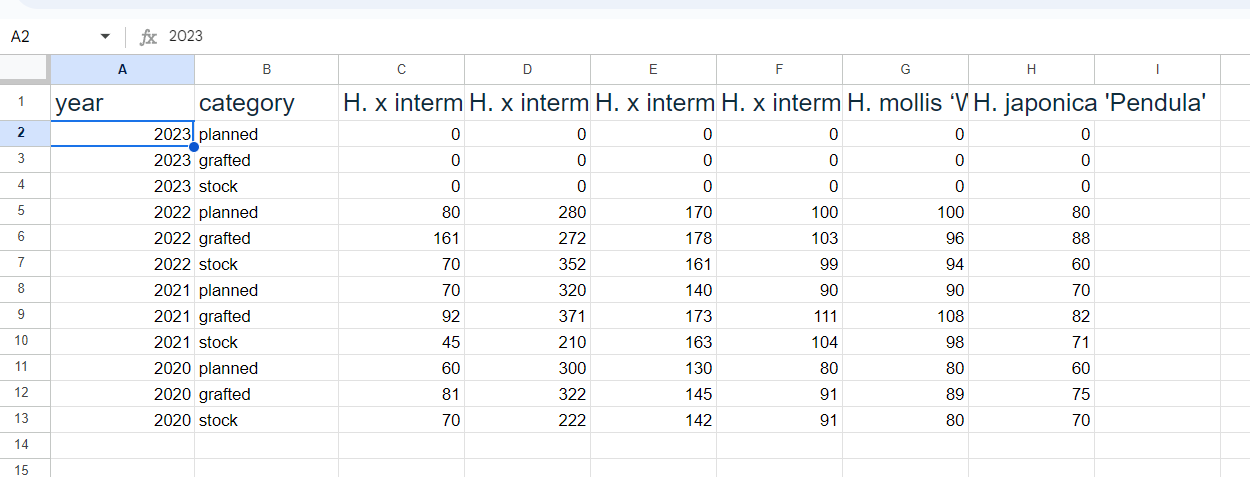 A2 fx 2023
A B C D E F G H I
1 year category H. x interm H. x interm H. x interm H. x interm H. mollis ‘W H. japonica 'Pendula'
2 2023 planned 0 0 0 0 0 0
3 2023 grafted 0 0 0 0 0 0
4 2023 stock 0 0 0 0 0 0
5 2022 planned 80 280 170 100 100 80
6 2022 grafted 161 272 178 103 96 88
7 2022 stock 70 352 161 99 94 60
8 2021 planned 70 320 140 90 90 70
9 2021 grafted 92 371 173 111 108 82
10 2021 stock 45 210 163 104 98 71
11 2020 planned 60 300 130 80 80 60
12 2020 grafted 81 322 145 91 89 75
13 2020 stock 70 222 142 91 80 70
14
15